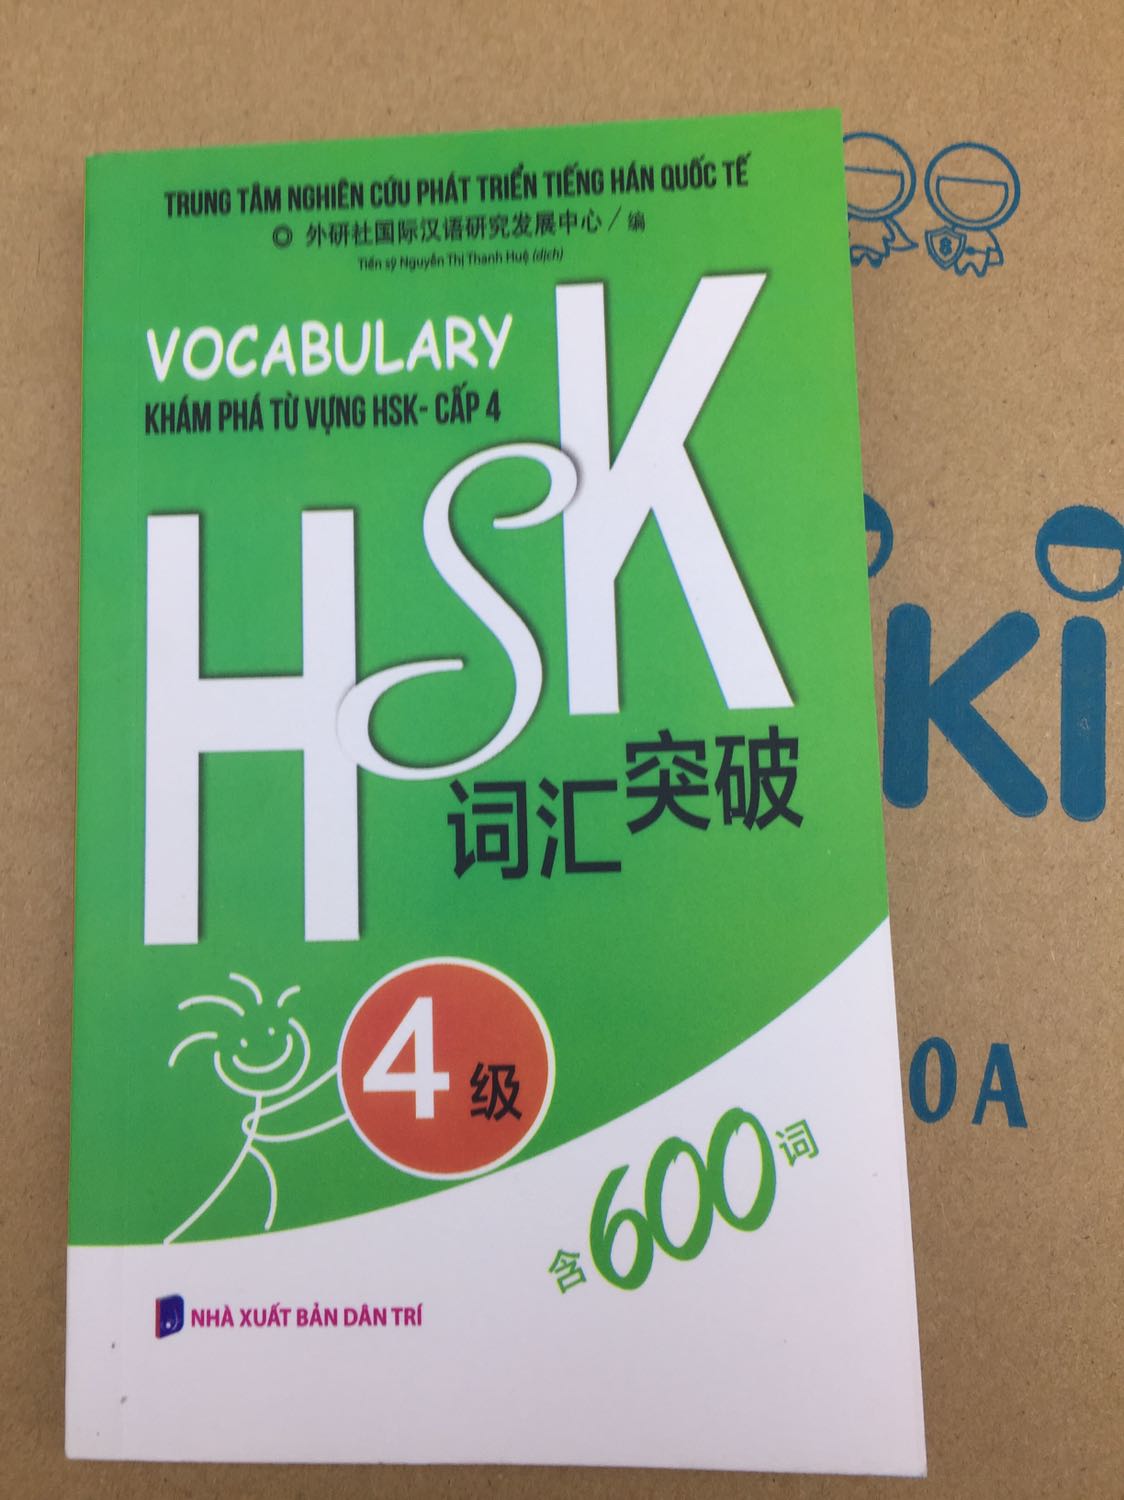 TRUNG TÂM NGHIÊN CỨU PHÁT TRIỂN TIẾNG HÁN QUỐC TẾ
◎ 外研社国际汉语研究发展中心/编
Tiến sỹ Nguyễn Thị Thanh Huệ (dịch)
VOCABULARY
KHÁM PHÁ TỪ VỰNG HSK- CẤP 4
HSK
词汇突破
4级
含600词
NHÀ XUẤT BẢN DÂN TRÍ
KI
0A